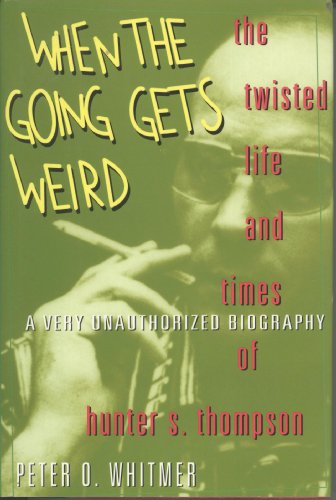 WHEN THE
GOING GETS
WEIRD
the
twisted
life
and
times
A VERY UNAUTHORIZED BIOGRAPHY
of
hunter s. thompson
PETER O. WHITMER